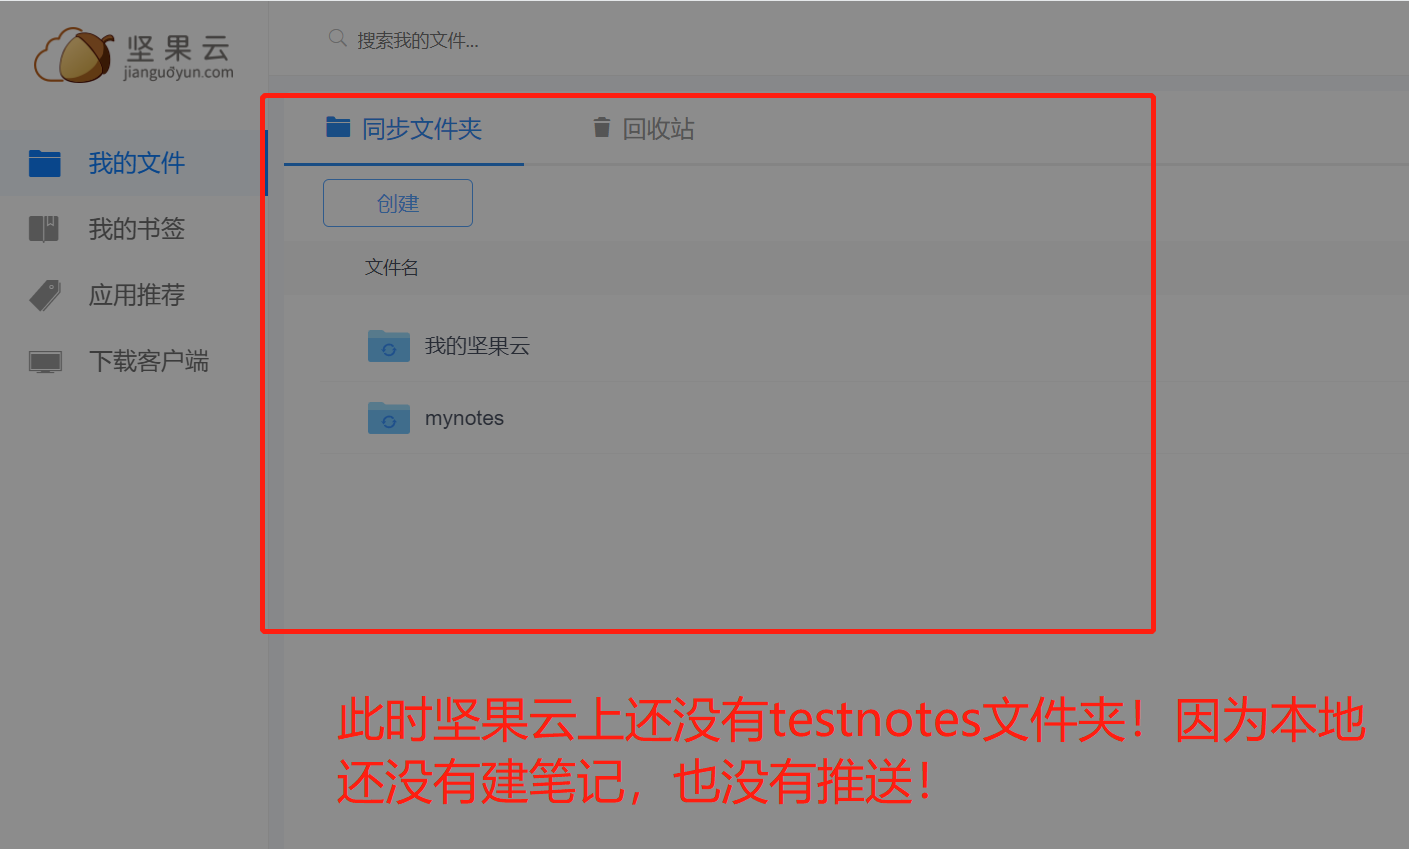 坚果云
jianguoyun.com
搜索我的文件...
同步文件夹
回收站
我的文件
创建
我的书签
文件名
应用推荐
我的坚果云
下载客户端
mynotes
此时坚果云上还没有testnotes文件夹！因为本地
还没有建笔记，也没有推送！